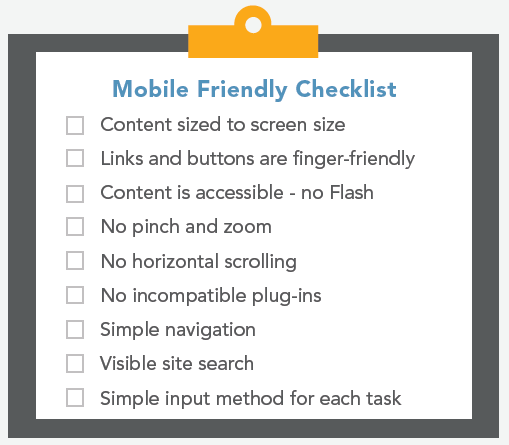 Mobile Friendly Checklist
Content sized to screen size
Links and buttons are finger-friendly
Content is accessible - no Flash
No pinch and zoom
No horizontal scrolling
No incompatible plug-ins
Simple navigation
Visible site search
Simple input method for each task